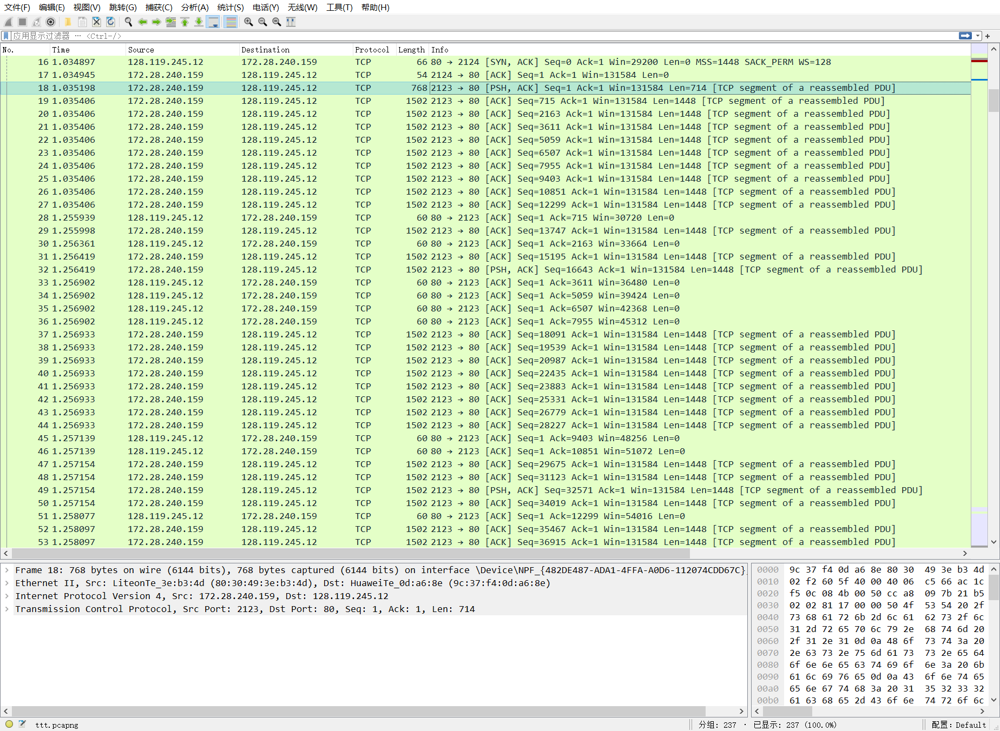 文件(F) 编辑(E) 视图(V) 跳转(G) 捕获(C) 分析(A) 统计(S) 电话(Y) 无线(W) 工具(T) 帮助(H)
应用显示过滤器 … <Ctrl-/>
No. Time Source Destination Protocol Length Info
16 1.034897 128.119.245.12 172.28.240.159 TCP 66 80 → 2124 [SYN, ACK] Seq=0 Ack=1 Win=29200 Len=0 MSS=1448 SACK_PERM WS=128
17 1.034945 172.28.240.159 128.119.245.12 TCP 54 2124 → 80 [ACK] Seq=1 Ack=1 Win=131584 Len=0
18 1.035198 172.28.240.159 128.119.245.12 TCP 768 2123 → 80 [PSH, ACK] Seq=1 Ack=1 Win=131584 Len=714 [TCP segment of a reassembled PDU]
19 1.035406 172.28.240.159 128.119.245.12 TCP 1502 2123 → 80 [ACK] Seq=715 Ack=1 Win=131584 Len=1448 [TCP segment of a reassembled PDU]
20 1.035406 172.28.240.159 128.119.245.12 TCP 1502 2123 → 80 [ACK] Seq=2163 Ack=1 Win=131584 Len=1448 [TCP segment of a reassembled PDU]
21 1.035406 172.28.240.159 128.119.245.12 TCP 1502 2123 → 80 [ACK] Seq=3611 Ack=1 Win=131584 Len=1448 [TCP segment of a reassembled PDU]
22 1.035406 172.28.240.159 128.119.245.12 TCP 1502 2123 → 80 [ACK] Seq=5059 Ack=1 Win=131584 Len=1448 [TCP segment of a reassembled PDU]
23 1.035406 172.28.240.159 128.119.245.12 TCP 1502 2123 → 80 [ACK] Seq=6507 Ack=1 Win=131584 Len=1448 [TCP segment of a reassembled PDU]
24 1.035406 172.28.240.159 128.119.245.12 TCP 1502 2123 → 80 [ACK] Seq=7955 Ack=1 Win=131584 Len=1448 [TCP segment of a reassembled PDU]
25 1.035406 172.28.240.159 128.119.245.12 TCP 1502 2123 → 80 [ACK] Seq=9403 Ack=1 Win=131584 Len=1448 [TCP segment of a reassembled PDU]
26 1.035406 172.28.240.159 128.119.245.12 TCP 1502 2123 → 80 [ACK] Seq=10851 Ack=1 Win=131584 Len=1448 [TCP segment of a reassembled PDU]
27 1.035406 172.28.240.159 128.119.245.12 TCP 1502 2123 → 80 [ACK] Seq=12299 Ack=1 Win=131584 Len=1448 [TCP segment of a reassembled PDU]
28 1.255939 128.119.245.12 172.28.240.159 TCP 60 80 → 2123 [ACK] Seq=1 Ack=715 Win=30720 Len=0
29 1.255998 172.28.240.159 128.119.245.12 TCP 1502 2123 → 80 [ACK] Seq=13747 Ack=1 Win=131584 Len=1448 [TCP segment of a reassembled PDU]
30 1.256361 128.119.245.12 172.28.240.159 TCP 60 80 → 2123 [ACK] Seq=1 Ack=2163 Win=33664 Len=0
31 1.256419 172.28.240.159 128.119.245.12 TCP 1502 2123 → 80 [ACK] Seq=15195 Ack=1 Win=131584 Len=1448 [TCP segment of a reassembled PDU]
32 1.256419 172.28.240.159 128.119.245.12 TCP 1502 2123 → 80 [PSH, ACK] Seq=16643 Ack=1 Win=131584 Len=1448 [TCP segment of a reassembled PDU]
33 1.256902 128.119.245.12 172.28.240.159 TCP 60 80 → 2123 [ACK] Seq=1 Ack=3611 Win=36480 Len=0
34 1.256902 128.119.245.12 172.28.240.159 TCP 60 80 → 2123 [ACK] Seq=1 Ack=5059 Win=39424 Len=0
35 1.256902 128.119.245.12 172.28.240.159 TCP 60 80 → 2123 [ACK] Seq=1 Ack=6507 Win=42368 Len=0
36 1.256902 128.119.245.12 172.28.240.159 TCP 60 80 → 2123 [ACK] Seq=1 Ack=7955 Win=45312 Len=0
37 1.256933 172.28.240.159 128.119.245.12 TCP 1502 2123 → 80 [ACK] Seq=18091 Ack=1 Win=131584 Len=1448 [TCP segment of a reassembled PDU]
38 1.256933 172.28.240.159 128.119.245.12 TCP 1502 2123 → 80 [ACK] Seq=19539 Ack=1 Win=131584 Len=1448 [TCP segment of a reassembled PDU]
39 1.256933 172.28.240.159 128.119.245.12 TCP 1502 2123 → 80 [ACK] Seq=20987 Ack=1 Win=131584 Len=1448 [TCP segment of a reassembled PDU]
40 1.256933 172.28.240.159 128.119.245.12 TCP 1502 2123 → 80 [ACK] Seq=22435 Ack=1 Win=131584 Len=1448 [TCP segment of a reassembled PDU]
41 1.256933 172.28.240.159 128.119.245.12 TCP 1502 2123 → 80 [ACK] Seq=23883 Ack=1 Win=131584 Len=1448 [TCP segment of a reassembled PDU]
42 1.256933 172.28.240.159 128.119.245.12 TCP 1502 2123 → 80 [ACK] Seq=25331 Ack=1 Win=131584 Len=1448 [TCP segment of a reassembled PDU]
43 1.256933 172.28.240.159 128.119.245.12 TCP 1502 2123 → 80 [ACK] Seq=26779 Ack=1 Win=131584 Len=1448 [TCP segment of a reassembled PDU]
44 1.256933 172.28.240.159 128.119.245.12 TCP 1502 2123 → 80 [ACK] Seq=28227 Ack=1 Win=131584 Len=1448 [TCP segment of a reassembled PDU]
45 1.257139 128.119.245.12 172.28.240.159 TCP 60 80 → 2123 [ACK] Seq=1 Ack=9403 Win=48256 Len=0
46 1.257139 128.119.245.12 172.28.240.159 TCP 60 80 → 2123 [ACK] Seq=1 Ack=10851 Win=51072 Len=0
47 1.257154 172.28.240.159 128.119.245.12 TCP 1502 2123 → 80 [ACK] Seq=29675 Ack=1 Win=131584 Len=1448 [TCP segment of a reassembled PDU]
48 1.257154 172.28.240.159 128.119.245.12 TCP 1502 2123 → 80 [ACK] Seq=31123 Ack=1 Win=131584 Len=1448 [TCP segment of a reassembled PDU]
49 1.257154 172.28.240.159 128.119.245.12 TCP 1502 2123 → 80 [PSH, ACK] Seq=32571 Ack=1 Win=131584 Len=1448 [TCP segment of a reassembled PDU]
50 1.257154 172.28.240.159 128.119.245.12 TCP 1502 2123 → 80 [ACK] Seq=34019 Ack=1 Win=131584 Len=1448 [TCP segment of a reassembled PDU]
51 1.258077 128.119.245.12 172.28.240.159 TCP 60 80 → 2123 [ACK] Seq=1 Ack=12299 Win=54016 Len=0
52 1.258097 172.28.240.159 128.119.245.12 TCP 1502 2123 → 80 [ACK] Seq=35467 Ack=1 Win=131584 Len=1448 [TCP segment of a reassembled PDU]
53 1.258097 172.28.240.159 128.119.245.12 TCP 1502 2123 → 80 [ACK] Seq=36915 Ack=1 Win=131584 Len=1448 [TCP segment of a reassembled PDU]
Frame 18: 768 bytes on wire (6144 bits), 768 bytes captured (6144 bits) on interface \Device\NPF_{482DE487-ADA1-4FFA-A0D6-112074CDD67C},
Ethernet II, Src: LiteonTe_3e:b3:4d (80:30:49:3e:b3:4d), Dst: HuaweiTe_0d:a6:8e (9c:37:f4:0d:a6:8e)
Internet Protocol Version 4, Src: 172.28.240.159, Dst: 128.119.245.12
Transmission Control Protocol, Src Port: 2123, Dst Port: 80, Seq: 1, Ack: 1, Len: 714
0000 9c 37 f4 0d a6 8e 80 30 49 3e b3 4d
0010 02 f2 60 5f 40 00 40 06 c5 66 ac 1c
0020 f5 0c 08 4b 00 50 cc a8 09 7b 21 b5
0030 02 02 81 17 00 00 50 4f 53 54 20 2f
0040 73 68 61 72 6b 2d 6c 61 62 73 2f 6c
0050 31 2d 72 65 70 6c 79 2e 68 74 6d 20
0060 2f 31 2e 31 0d 0a 48 6f 73 74 3a 20
0070 2e 63 73 2e 75 6d 61 73 73 2e 65 64
0080 6f 6e 6e 65 63 74 69 6f 6e 3a 20 6b
0090 61 6c 69 76 65 0d 0a 43 6f 6e 74 65
00a0 65 6e 67 74 68 3a 20 31 35 32 33 32
00b0 61 63 68 65 2d 43 6f 6e 74 72 6f 6c
ttt.pcapng
分组: 237 · 已显示: 237 (100.0%)
配置: Default